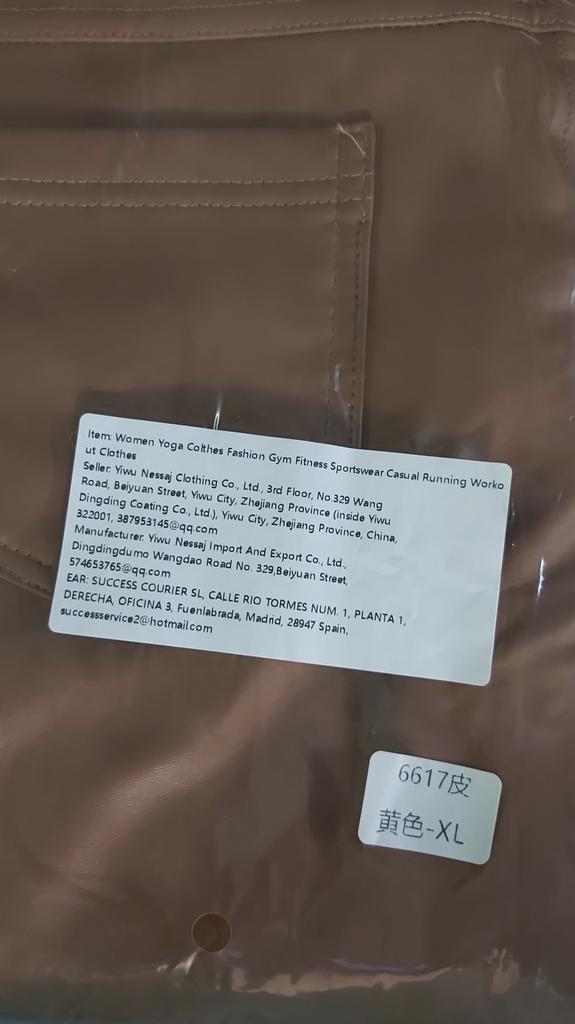 Item: Women Yoga Colthes Fashion Gym Fitness Sportswear Casual Running Worko
ut Clothes
Seller: Yiwu Nessaj Clothing Co., Ltd., 3rd Floor, No.329 Wang
Road, Beiyuan Street, Yiwu City, Zhejiang Province (inside Yiwu
Dingding Coating Co., Ltd.), Yiwu City, Zhejiang Province, China,
322001, 387953145@qq.com
Manufacturer: Yiwu Nessaj Import And Export Co., Ltd.,
Dingdingdumo Wangdao Road No. 329,Beiyuan Street,
574653765@qq.com
EAR: SUCCESS COURIER SL, CALLE RIO TORMES NUM. 1, PLANTA 1,
DERECHA, OFICINA 3, Fuenlabrada, Madrid, 28947 Spain,
successservice2@hotmail.com
6617皮
黄色-XL